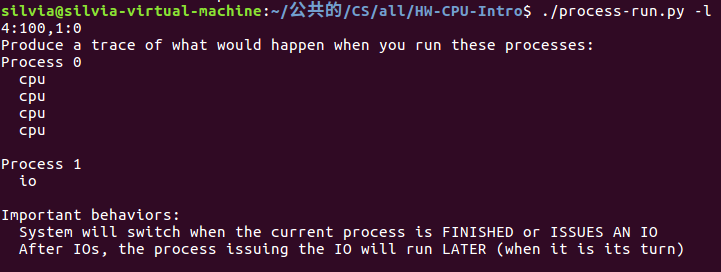 silvia@silvia-virtual-machine:~/公共的/CS/all/HW-CPU-Intro$ ./process-run.py -l
4:100,1:0
Produce a trace of what would happen when you run these processes:
Process 0
  cpu
  cpu
  cpu
  cpu

Process 1
  io

Important behaviors:
  System will switch when the current process is FINISHED or ISSUES AN IO
  After IOs, the process issuing the IO will run LATER (when it is its turn)